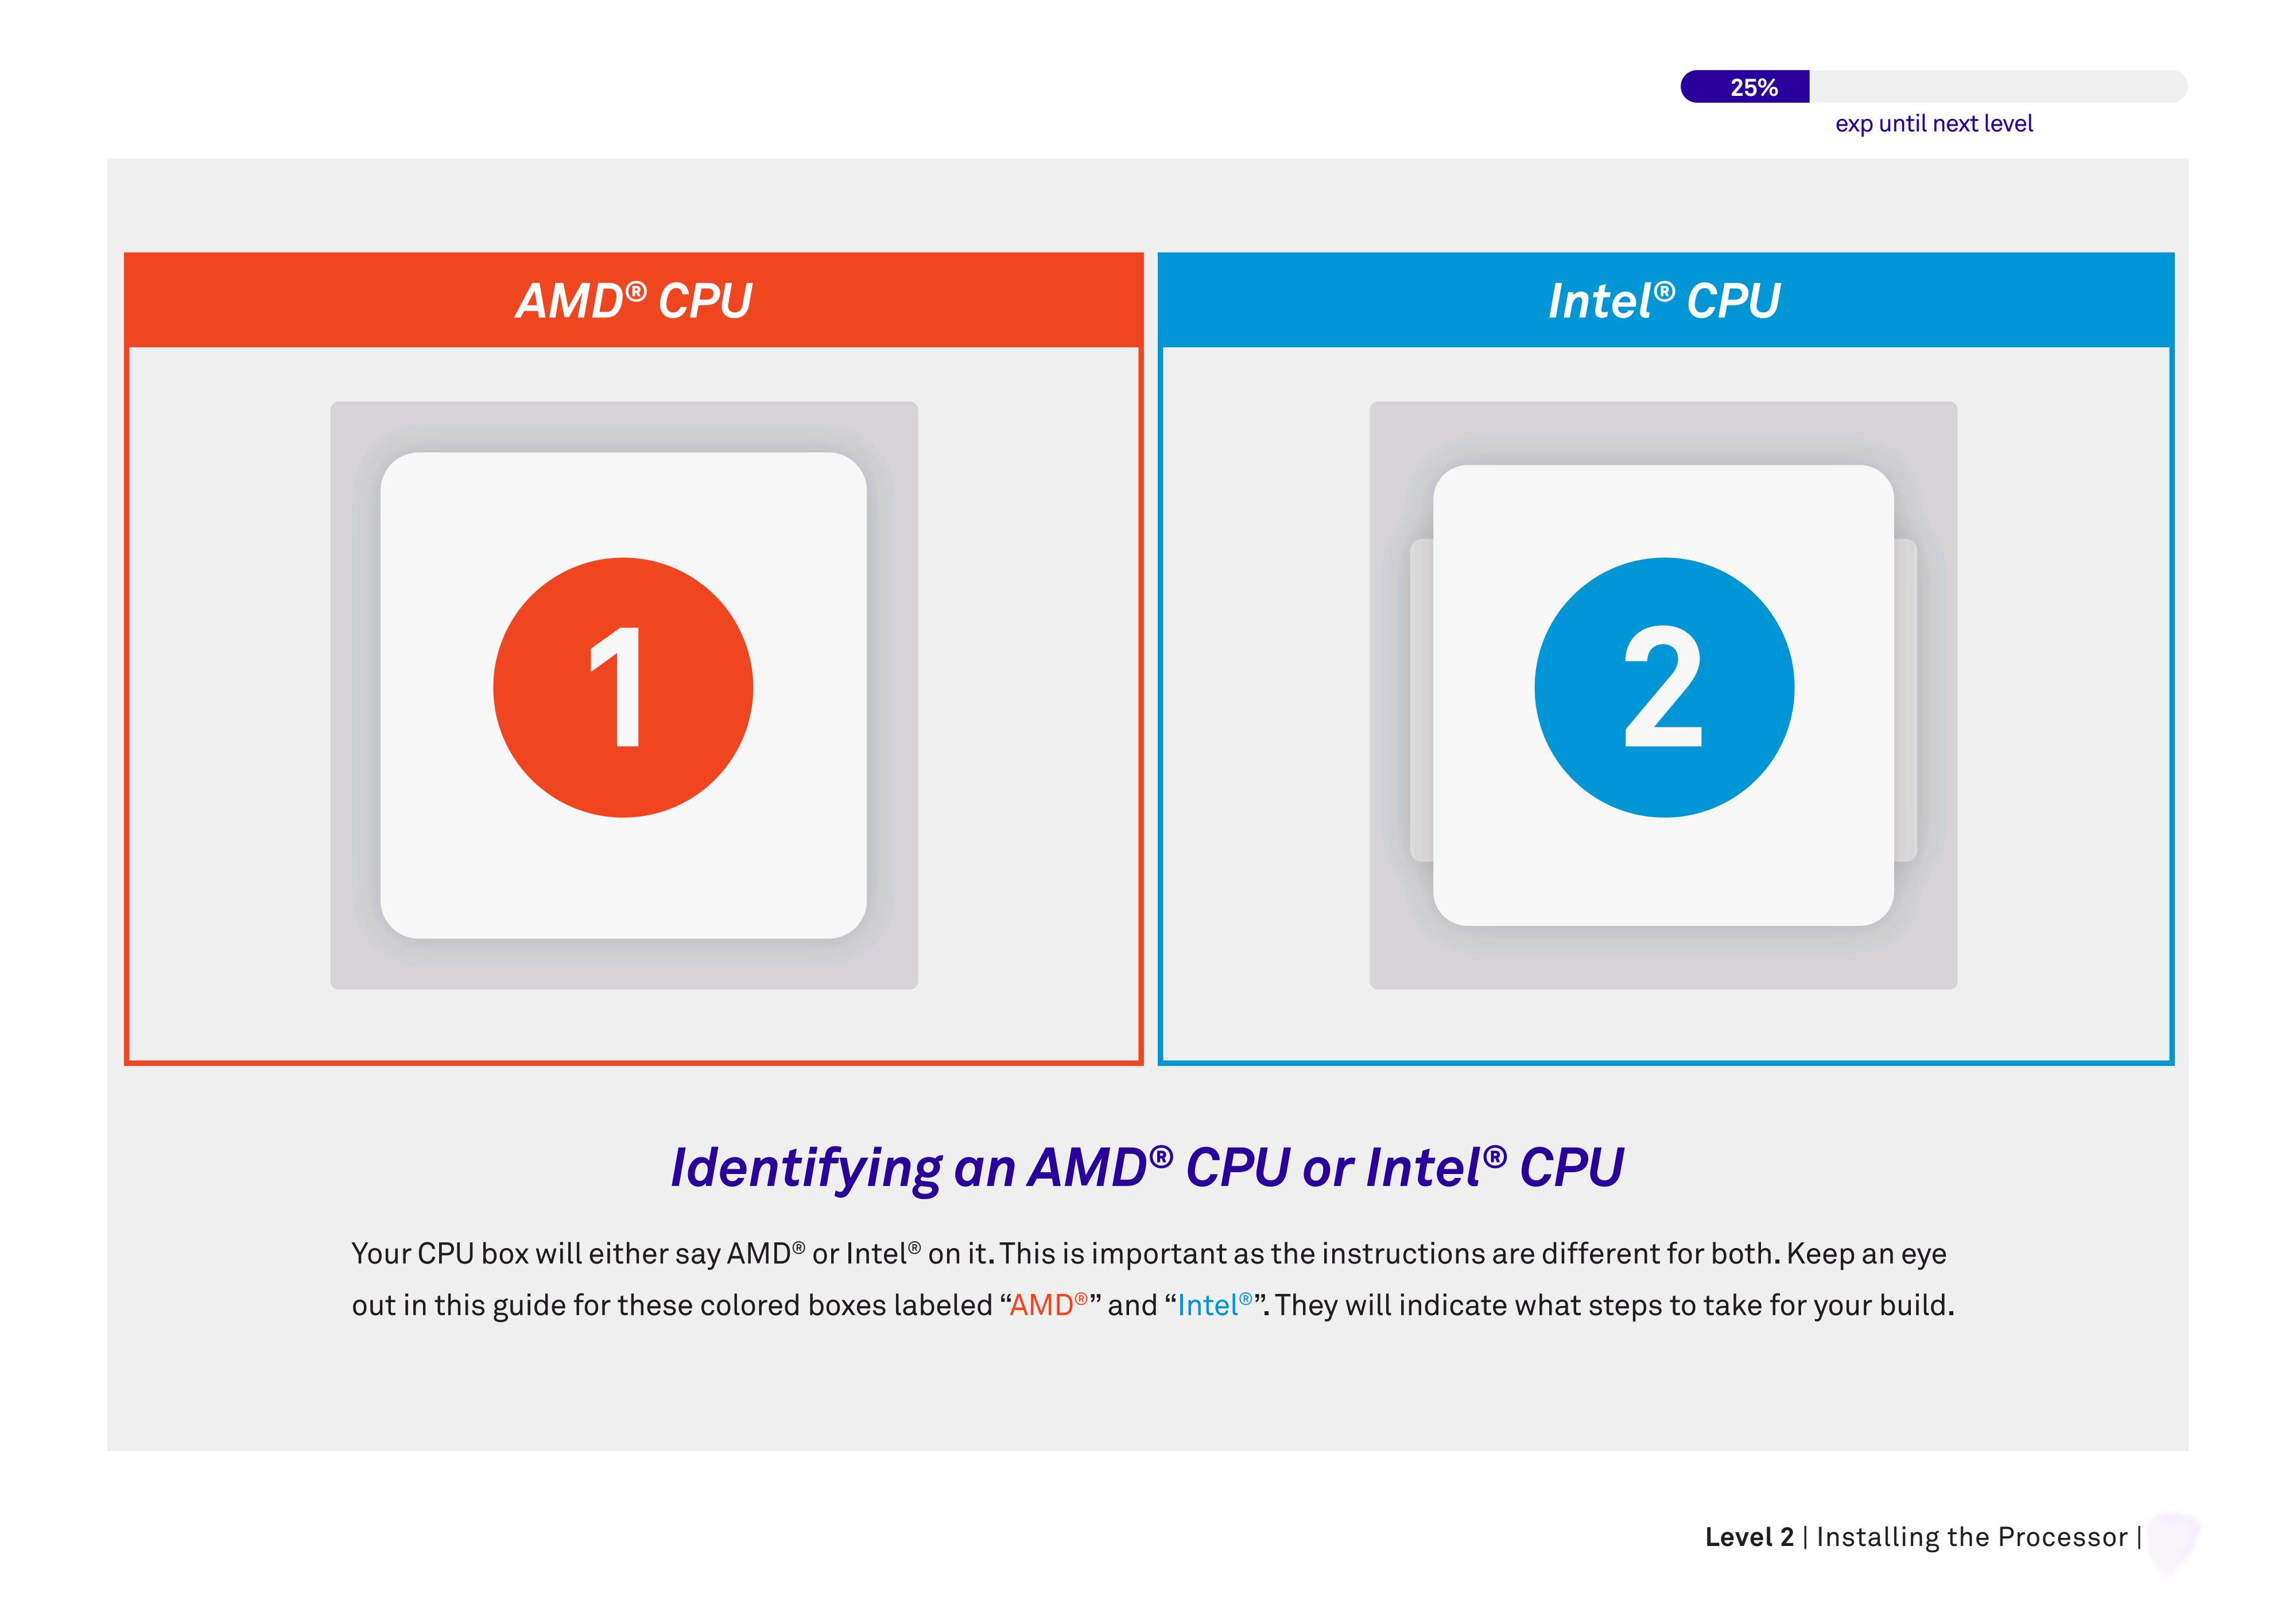 25%
exp until next level
AMD® CPU
Intel® CPU
1
2
Identifying an AMD® CPU or Intel® CPU
Your CPU box will either say AMD® or Intel® on it. This is important as the instructions are different for both. Keep an eye
out in this guide for these colored boxes labeled “AMD®” and “Intel®”. They will indicate what steps to take for your build.
Level 2 | Installing the Processor |